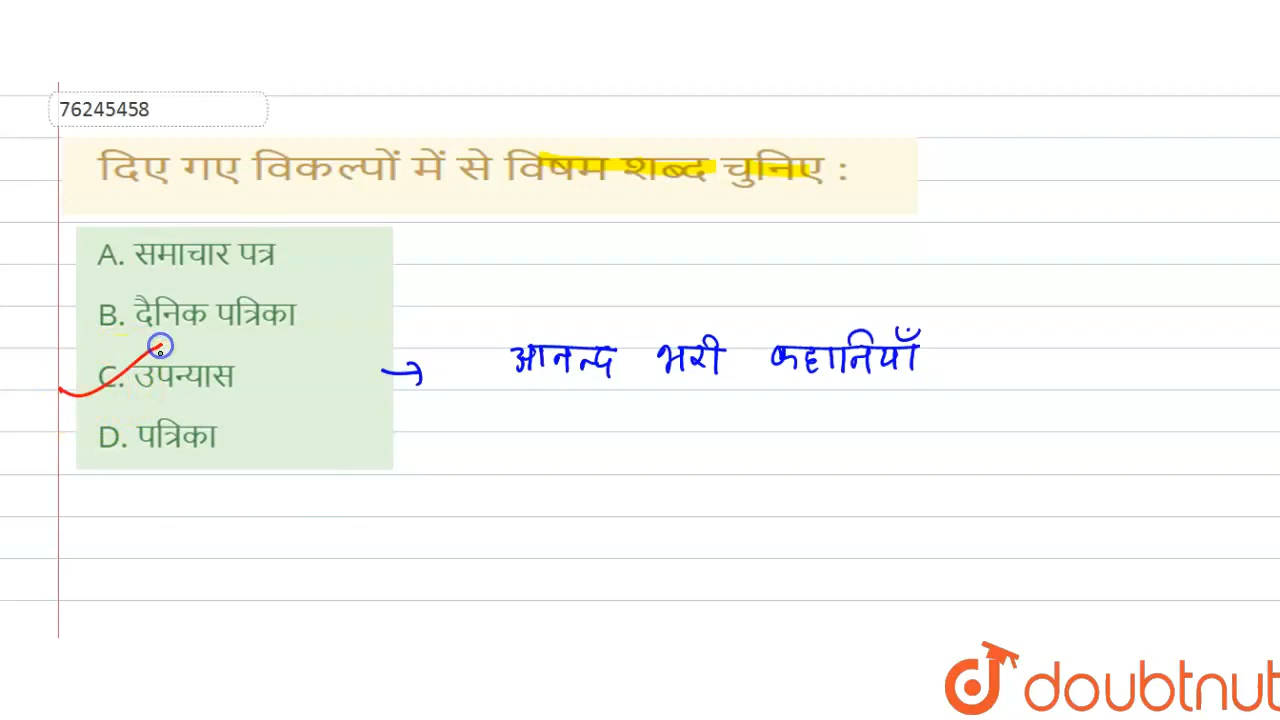 76245458
दिए गए विकल्पों में से विषम शब्द चुनिए :
A. समाचार पत्र
B. दैनिक पत्रिका
C. उपन्यास
आनन्द भरी कहानियाँ
D. पत्रिका
doubtnut